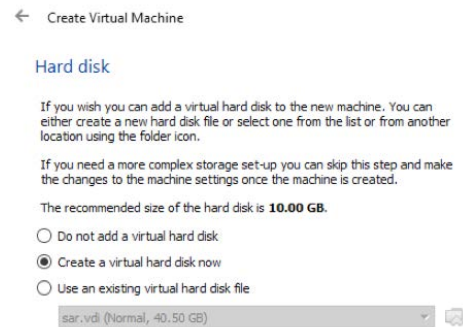 Create Virtual Machine
Hard disk
If you wish you can add a virtual hard disk to the new machine. You can
either create a new hard disk file or select one from the list or from another
location using the folder icon.
If you need a more complex storage set-up you can skip this step and make
the changes to the machine settings once the machine is created.
The recommended size of the hard disk is 10.00 GB.
Do not add a virtual hard disk
Create a virtual hard disk now
Use an existing virtual hard disk file
sar.vdi (Normal, 40.50 GB)